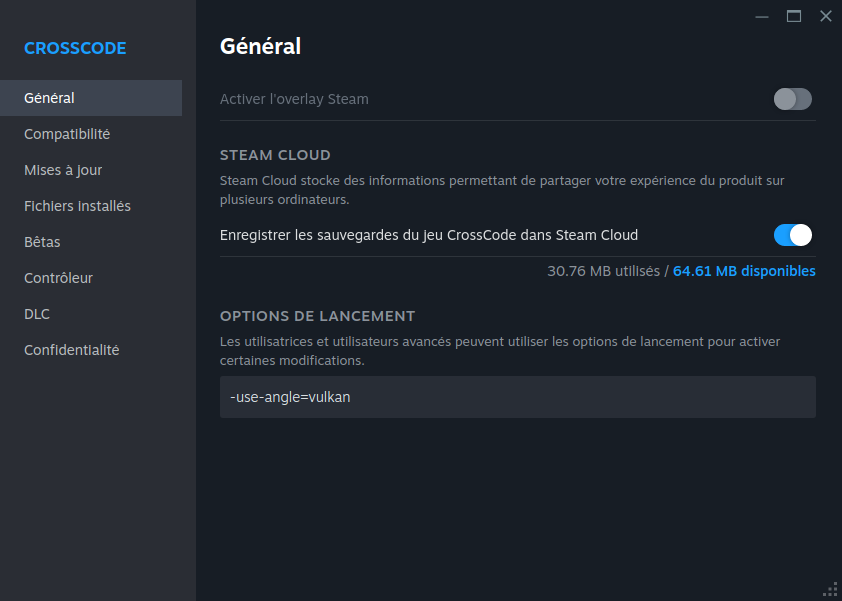 CROSSCODE
Général
Compatibilité
Mises à jour
Fichiers installés
Bêtas
Contrôleur
DLC
Confidentialité
Général
Activer l'overlay Steam
STEAM CLOUD
Steam Cloud stocke des informations permettant de partager votre expérience du produit sur
plusieurs ordinateurs.
Enregistrer les sauvegardes du jeu CrossCode dans Steam Cloud
30.76 MB utilisés / 64.61 MB disponibles
OPTIONS DE LANCEMENT
Les utilisatrices et utilisateurs avancés peuvent utiliser les options de lancement pour activer
certaines modifications.
-use-angle=vulkan